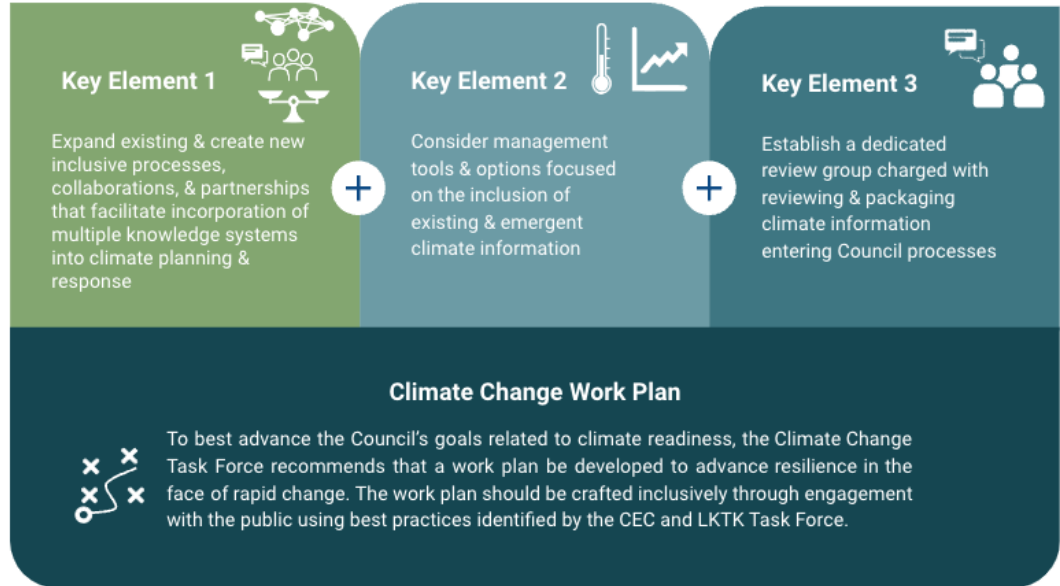 Key Element 1
Expand existing & create new
inclusive processes,
collaborations, & partnerships
that facilitate incorporation of
multiple knowledge systems
into climate planning &
response
+
Key Element 2
Consider management
tools & options focused
on the inclusion of
existing & emergent
climate information
+
Key Element 3
Establish a dedicated
review group charged with
reviewing & packaging
climate information
entering Council processes
Climate Change Work Plan
To best advance the Council's goals related to climate readiness, the Climate Change
Task Force recommends that a work plan be developed to advance resilience in the
face of rapid change. The work plan should be crafted inclusively through engagement
with the public using best practices identified by the CEC and LKTK Task Force.